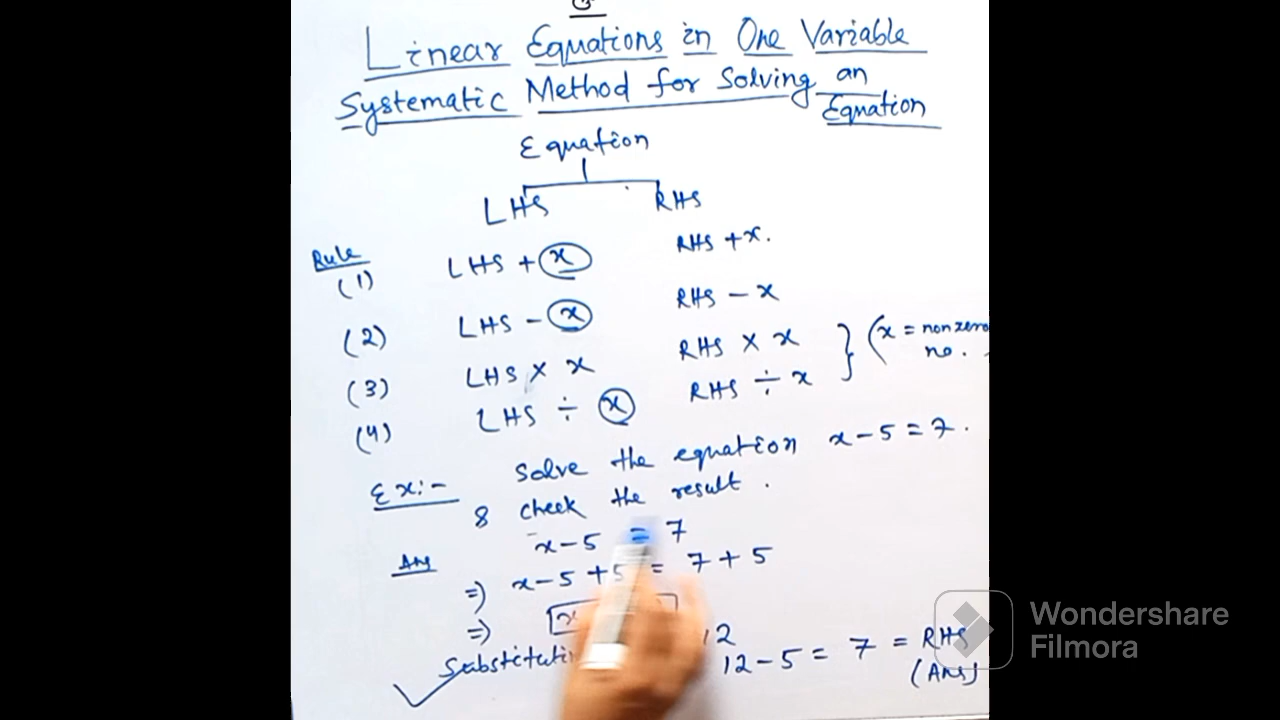 Linear Equations in One Variable
Systematic Method for Solving an
Equation
Equation
LHS RHS
Rule
(1) LHS + x RHS + x.
(2) LHS - x RHS - x
(3) LHS × x RHS × x } (x = nonzero
no.
(4) LHS ÷ x RHS ÷ x
Ex:- Solve the equation x-5=7.
& check the result.
Ans x-5 = 7
=) x-5+5 = 7+5
=)
12
12-5 = 7 = RHS
(Ans)
Wondershare
Filmora